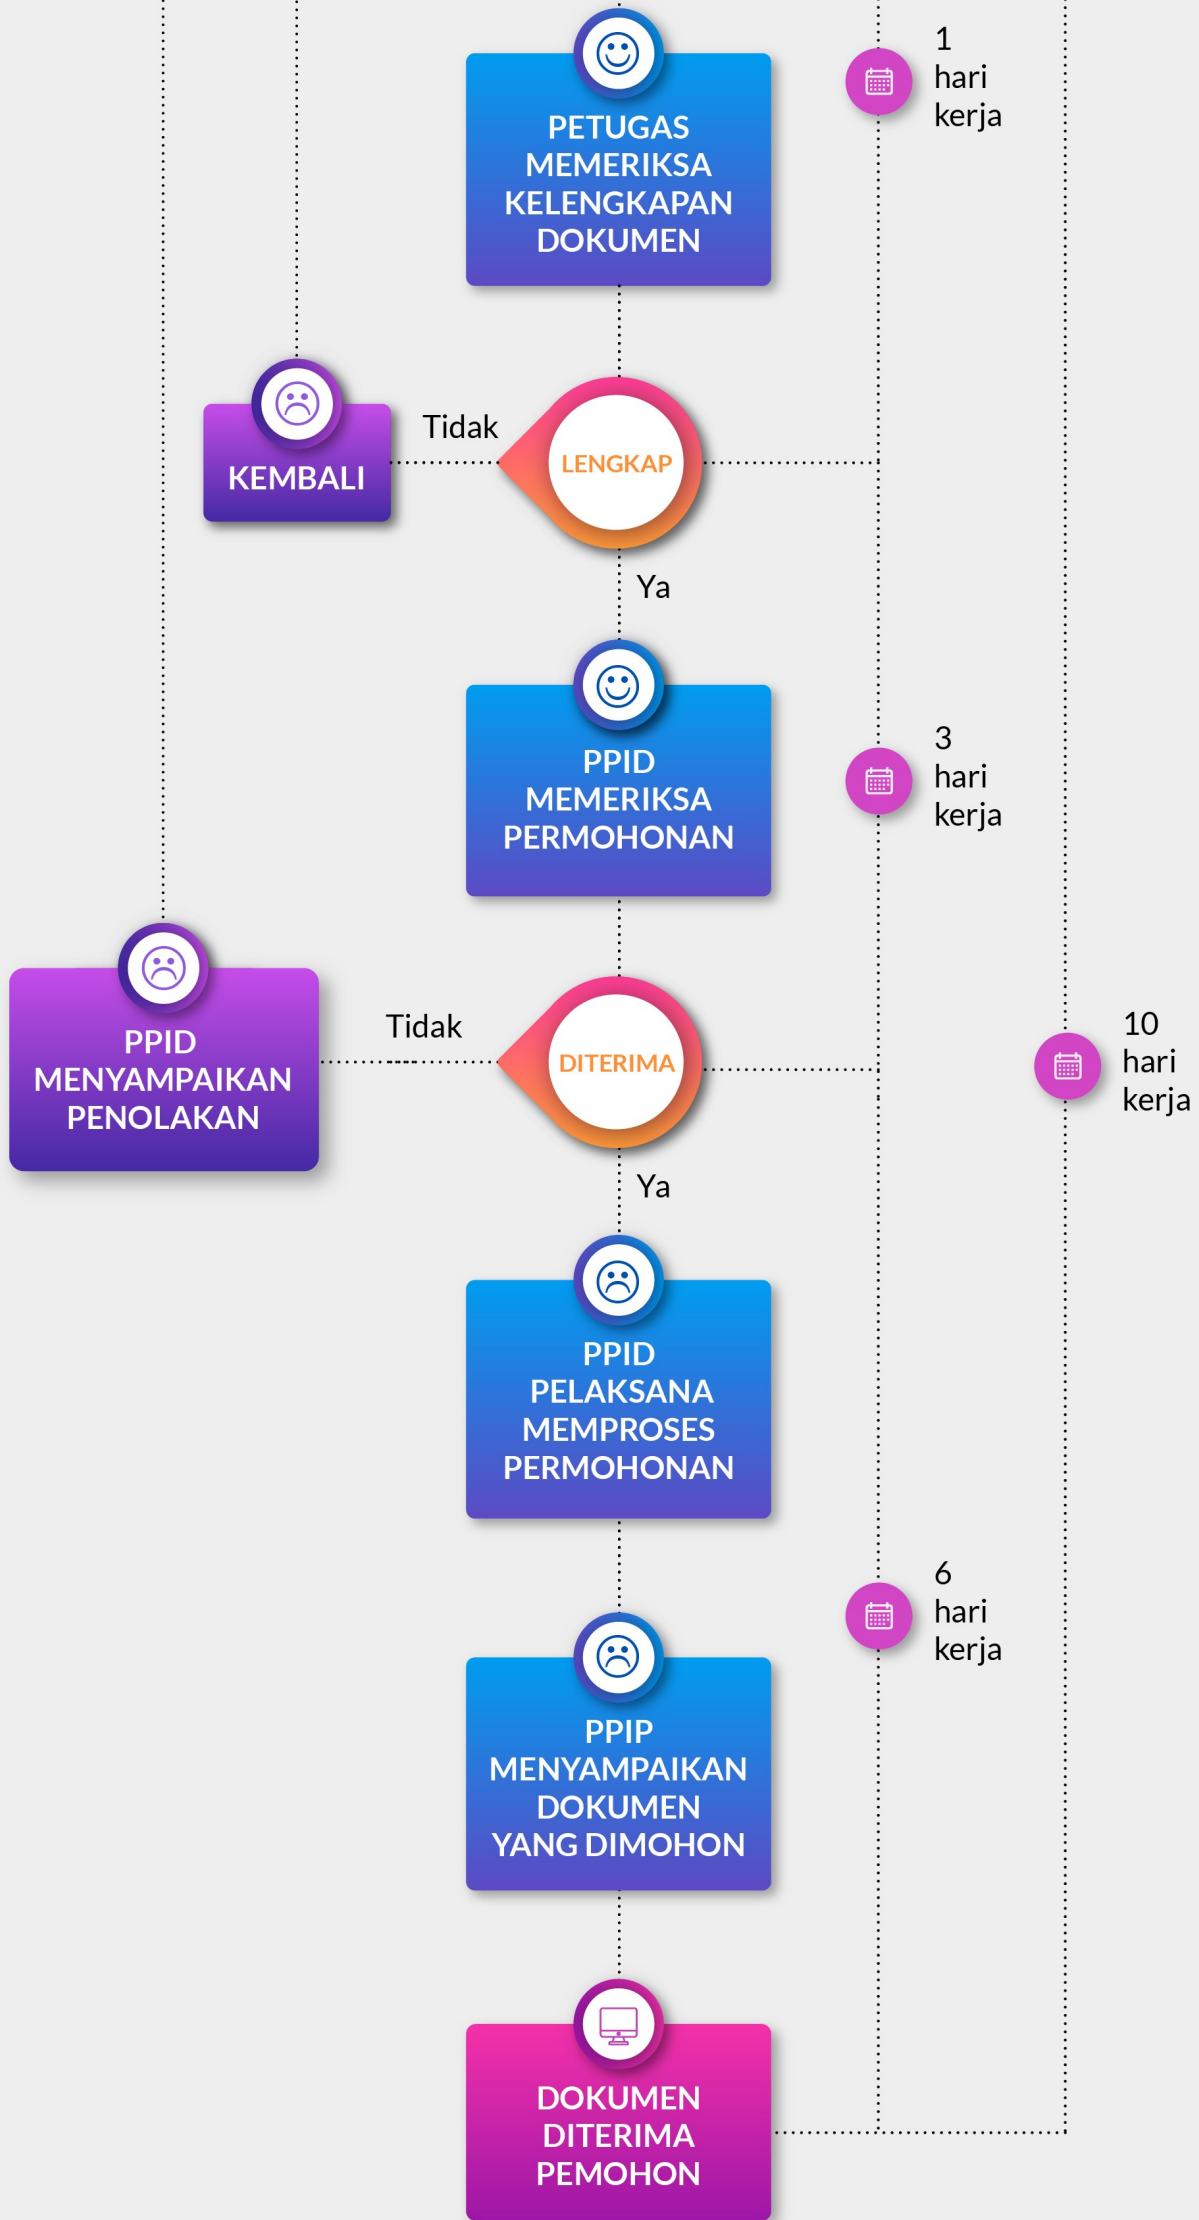 1
hari
kerja
PETUGAS
MEMERIKSA
KELENGKAPAN
DOKUMEN
Tidak
LENGKAP
KEMBALI
Ya
3
hari
kerja
PPID
MEMERIKSA
PERMOHONAN
PPID
MENYAMPAIKAN
PENOLAKAN
Tidak
DITERIMA
10
hari
kerja
Ya
PPID
PELAKSANA
MEMPROSES
PERMOHONAN
6
hari
kerja
PPIP
MENYAMPAIKAN
DOKUMEN
YANG DIMOHON
DOKUMEN
DITERIMA
PEMOHON